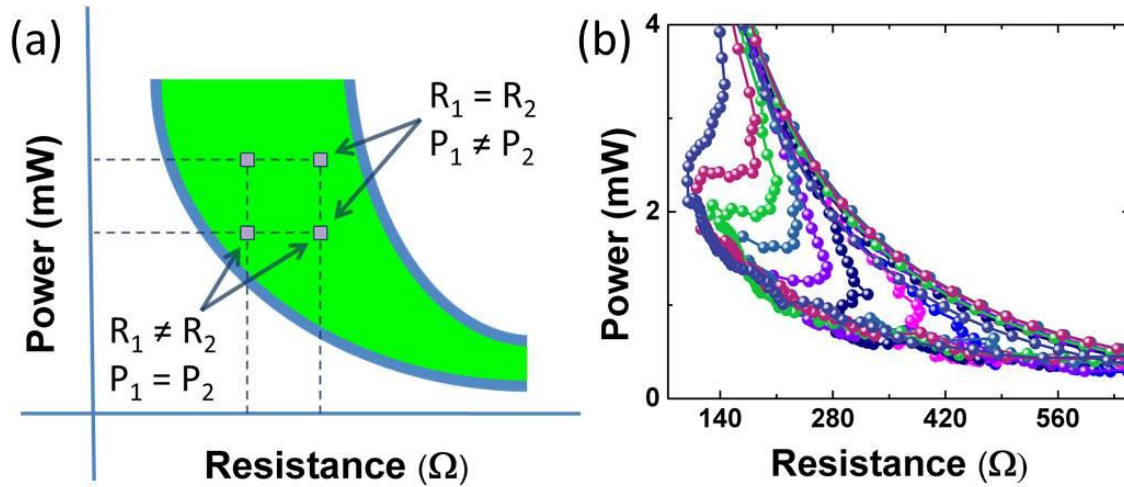 (a)
R₁ = R₂
P₁ ≠ P₂
R₁ ≠ R₂
P₁ = P₂
Power (mW)
Resistance (Ω)
(b)
4
2
0
140 280 420 560
Power (mW)
Resistance (Ω)